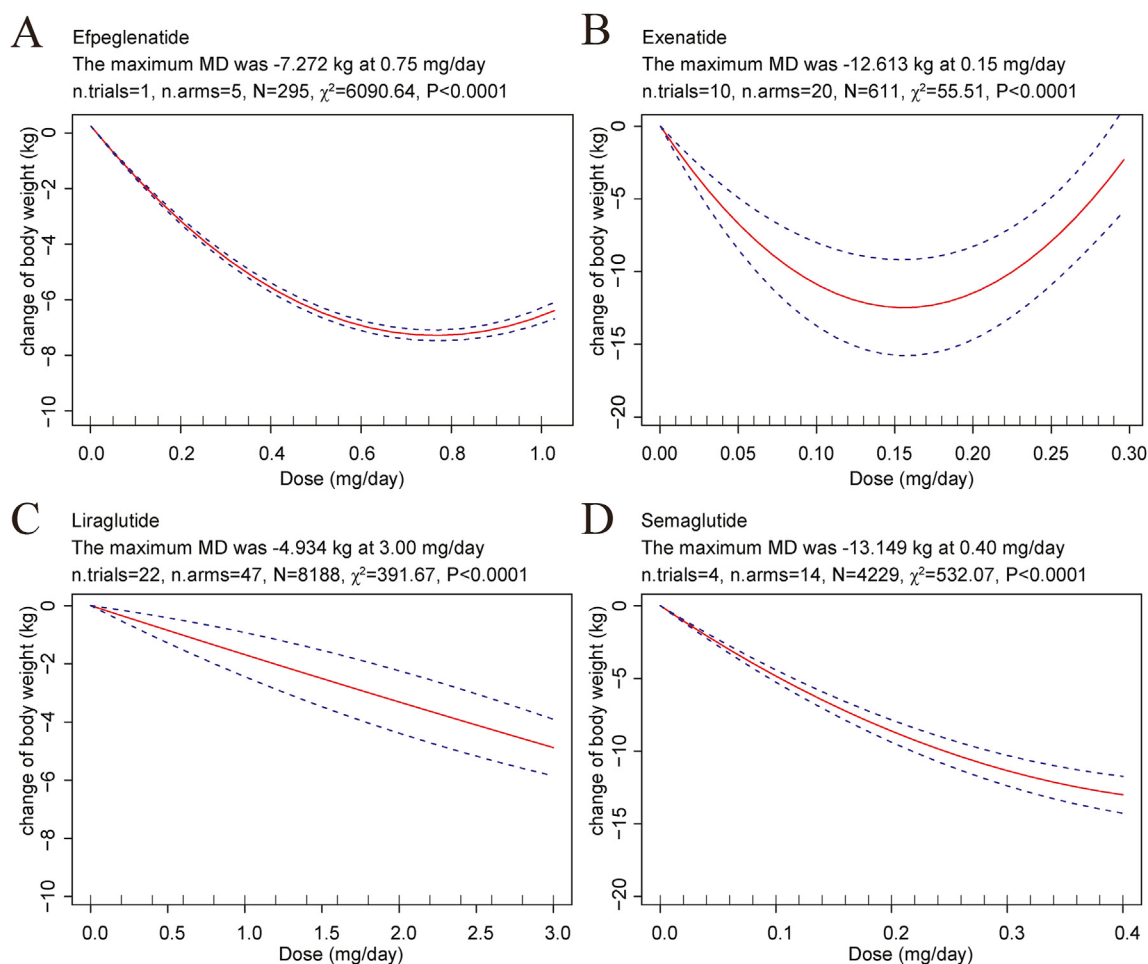 A
Efpeglenatide
The maximum MD was -7.272 kg at 0.75 mg/day
n.trials=1, n.arms=5, N=295, χ²=6090.64, P<0.0001
change of body weight (kg)
0
−2
−4
−6
−8
−10
0.0 0.2 0.4 0.6 0.8 1.0
Dose (mg/day)
B
Exenatide
The maximum MD was -12.613 kg at 0.15 mg/day
n.trials=10, n.arms=20, N=611, χ²=55.51, P<0.0001
change of body weight (kg)
0
−5
−10
−15
−20
0.00 0.05 0.10 0.15 0.20 0.25 0.30
Dose (mg/day)
C
Liraglutide
The maximum MD was -4.934 kg at 3.00 mg/day
n.trials=22, n.arms=47, N=8188, χ²=391.67, P<0.0001
change of body weight (kg)
0
−2
−4
−6
−8
−10
0.0 0.5 1.0 1.5 2.0 2.5 3.0
Dose (mg/day)
D
Semaglutide
The maximum MD was -13.149 kg at 0.40 mg/day
n.trials=4, n.arms=14, N=4229, χ²=532.07, P<0.0001
change of body weight (kg)
0
−5
−10
−15
−20
0.0 0.1 0.2 0.3 0.4
Dose (mg/day)